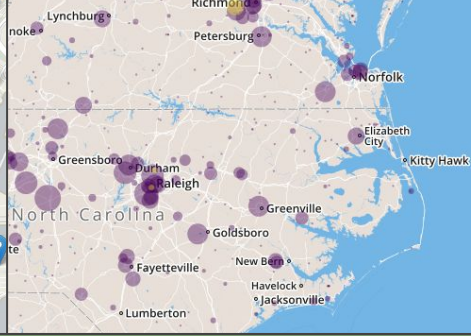 Richmond
Lynchburg
noke
Petersburg
Norfolk
Elizabeth
City
Greensboro
Durham
Kitty Hawk
Raleigh
North Carolina
Greenville
Goldsboro
te
New Bern
Fayetteville
Havelock
Jacksonville
Lumberton